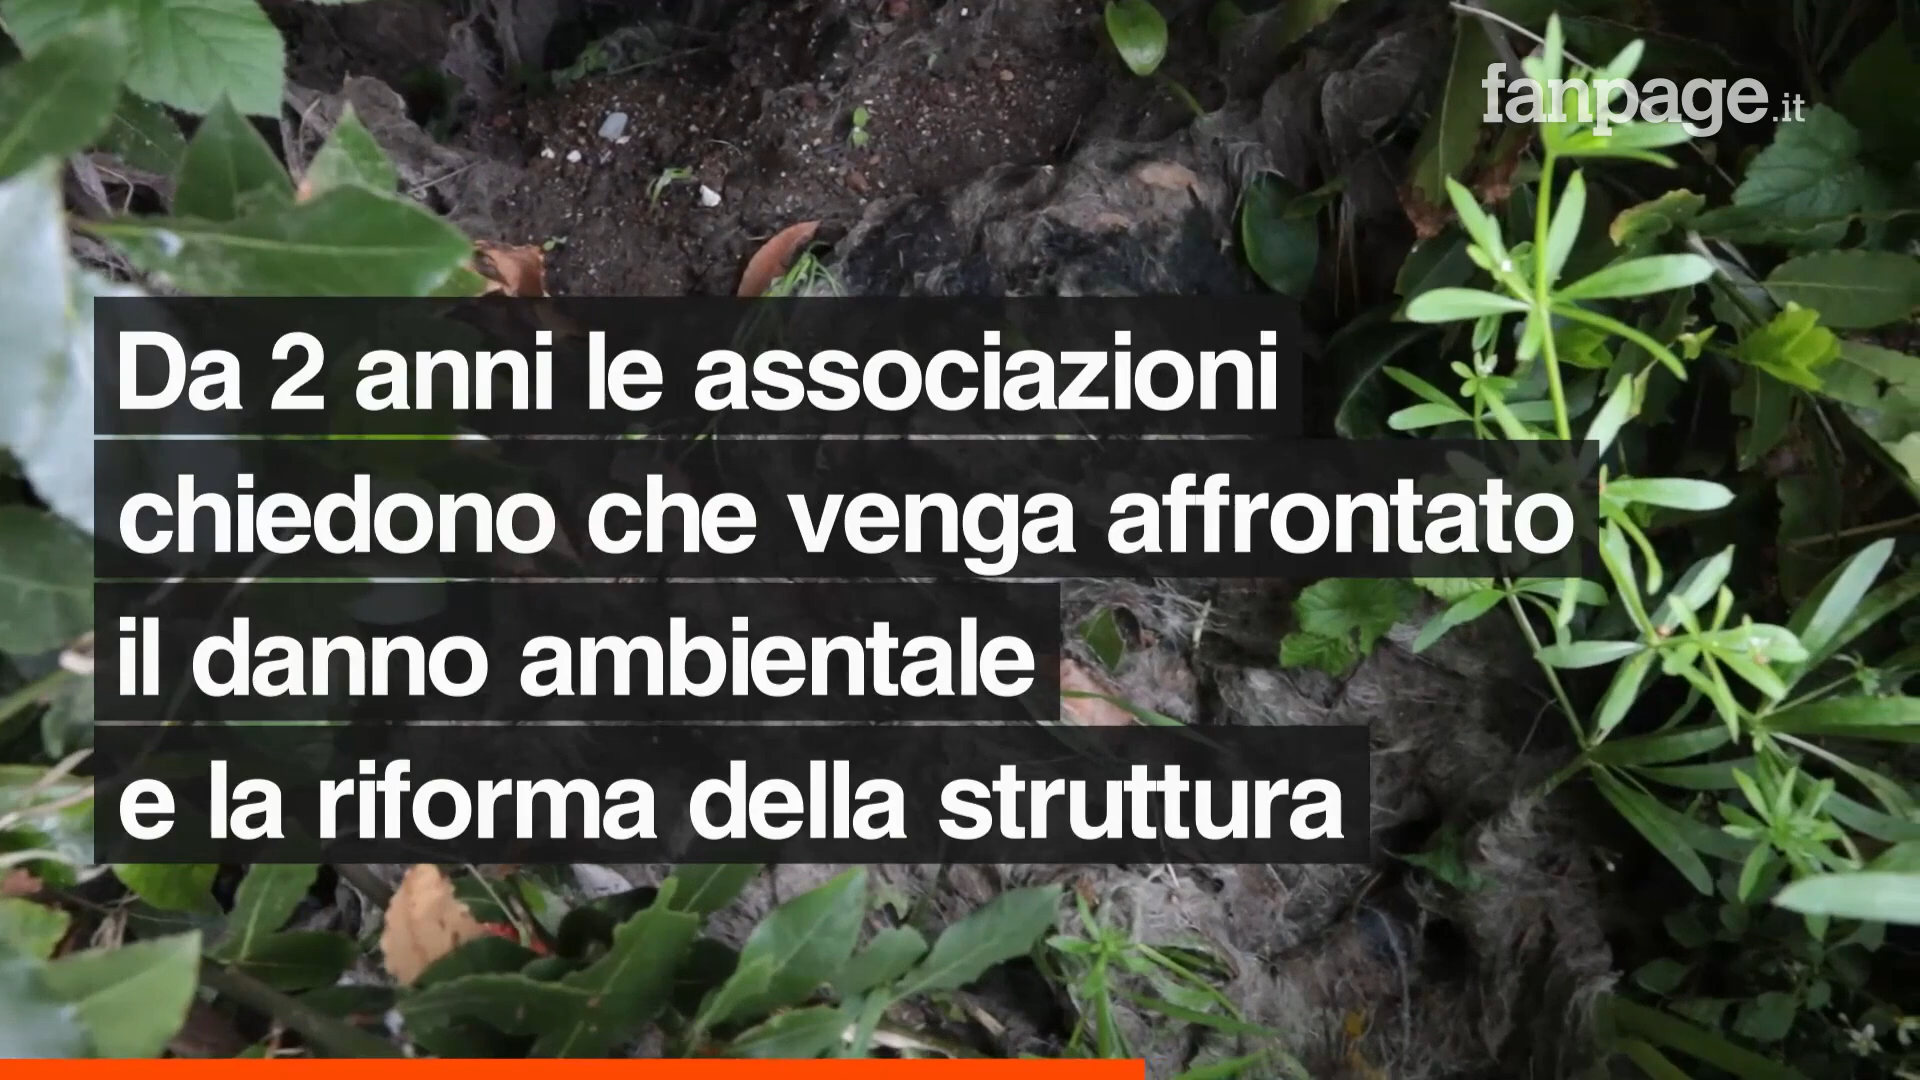 fanpage.it
Da 2 anni le associazioni
chiedono che venga affrontato
il danno ambientale
e la riforma della struttura